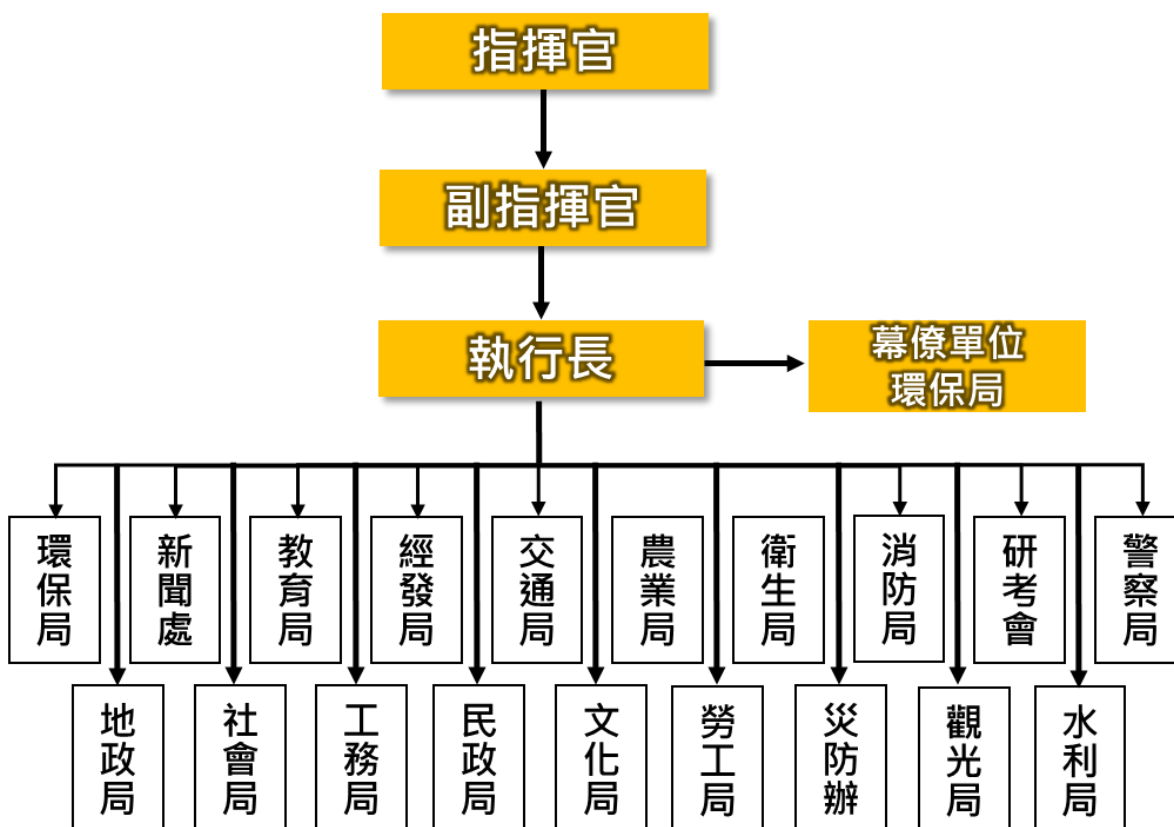 指揮官
副指揮官
執行長
幕僚單位
環保局
環保局
新聞處
教育局
經發局
交通局
農業局
衛生局
消防局
研考會
警察局
地政局
社會局
工務局
民政局
文化局
勞工局
災防辦
觀光局
水利局